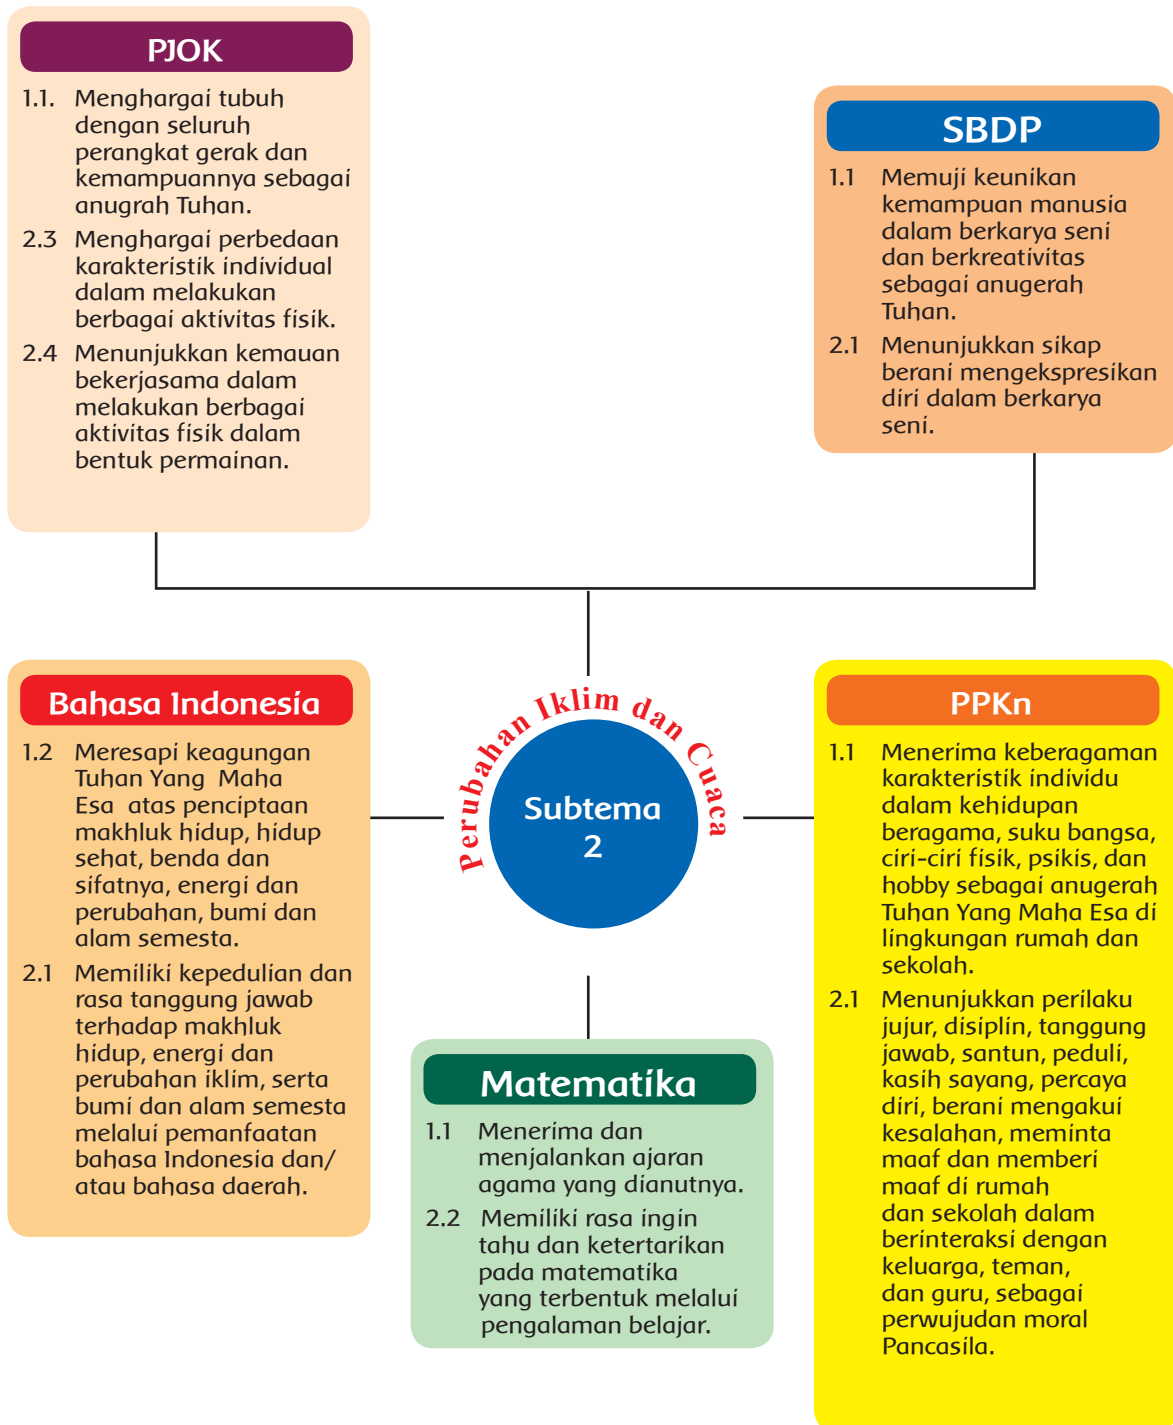 PJOK
1.1. Menghargai tubuh
dengan seluruh
perangkat gerak dan
kemampuannya sebagai
anugrah Tuhan.
2.3 Menghargai perbedaan
karakteristik individual
dalam melakukan
berbagai aktivitas fisik.
2.4 Menunjukkan kemauan
bekerjasama dalam
melakukan berbagai
aktivitas fisik dalam
bentuk permainan.
SBDP
1.1 Memuji keunikan
kemampuan manusia
dalam berkarya seni
dan berkreativitas
sebagai anugerah
Tuhan.
2.1 Menunjukkan sikap
berani mengekspresikan
diri dalam berkarya
seni.
Bahasa Indonesia
1.2 Meresapi keagungan
Tuhan Yang Maha
Esa atas penciptaan
makhluk hidup, hidup
sehat, benda dan
sifatnya, energi dan
perubahan, bumi dan
alam semesta.
2.1 Memiliki kepedulian dan
rasa tanggung jawab
terhadap makhluk
hidup, energi dan
perubahan iklim, serta
bumi dan alam semesta
melalui pemanfaatan
bahasa Indonesia dan/
atau bahasa daerah.
Perubahan Iklim dan Cuaca
Subtema
2
PPKn
1.1 Menerima keberagaman
karakteristik individu
dalam kehidupan
beragama, suku bangsa,
ciri-ciri fisik, psikis, dan
hobby sebagai anugerah
Tuhan Yang Maha Esa di
lingkungan rumah dan
sekolah.
2.1 Menunjukkan perilaku
jujur, disiplin, tanggung
jawab, santun, peduli,
kasih sayang, percaya
diri, berani mengakui
kesalahan, meminta
maaf dan memberi
maaf di rumah
dan sekolah dalam
berinteraksi dengan
keluarga, teman,
dan guru, sebagai
perwujudan moral
Pancasila.
Matematika
1.1 Menerima dan
menjalankan ajaran
agama yang dianutnya.
2.2 Memiliki rasa ingin
tahu dan ketertarikan
pada matematika
yang terbentuk melalui
pengalaman belajar.